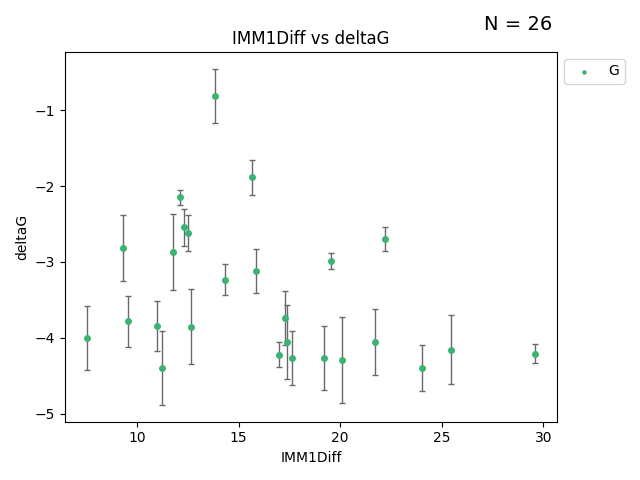 N = 26
IMM1Diff vs deltaG
G
−1
−2
−3
−4
−5
deltaG
10 15 20 25 30
IMM1Diff